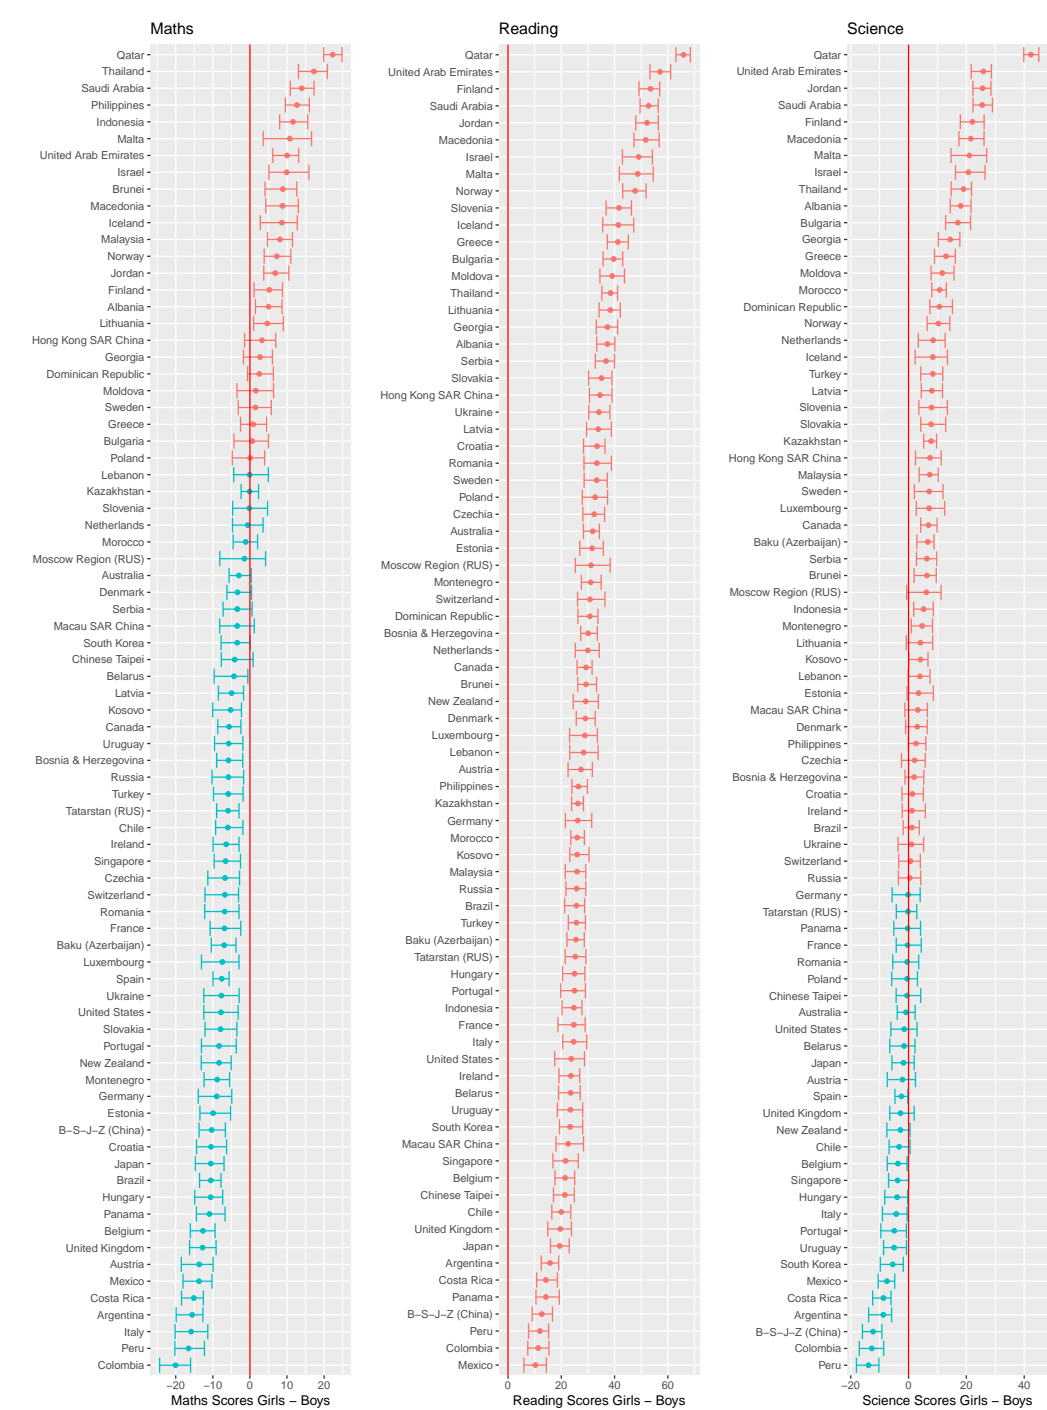 Maths
Qatar
Thailand
Saudi Arabia
Philippines
Indonesia
Malta
United Arab Emirates
Israel
Brunei
Macedonia
Iceland
Malaysia
Norway
Jordan
Finland
Albania
Lithuania
Hong Kong SAR China
Georgia
Dominican Republic
Moldova
Sweden
Greece
Bulgaria
Poland
Lebanon
Kazakhstan
Slovenia
Netherlands
Morocco
Moscow Region (RUS)
Australia
Denmark
Serbia
Macau SAR China
South Korea
Chinese Taipei
Belarus
Latvia
Kosovo
Canada
Uruguay
Bosnia & Herzegovina
Russia
Turkey
Tatarstan (RUS)
Chile
Ireland
Singapore
Czechia
Switzerland
Romania
France
Baku (Azerbaijan)
Luxembourg
Spain
Ukraine
United States
Slovakia
Portugal
New Zealand
Montenegro
Germany
Estonia
B–S–J–Z (China)
Croatia
Japan
Brazil
Hungary
Panama
Belgium
United Kingdom
Austria
Mexico
Costa Rica
Argentina
Italy
Peru
Colombia
−20 −10 0 10 20
Maths Scores Girls – Boys
Reading
Qatar
United Arab Emirates
Finland
Saudi Arabia
Jordan
Macedonia
Israel
Malta
Norway
Slovenia
Iceland
Greece
Bulgaria
Moldova
Thailand
Lithuania
Georgia
Albania
Serbia
Slovakia
Hong Kong SAR China
Ukraine
Latvia
Croatia
Romania
Sweden
Poland
Czechia
Australia
Estonia
Moscow Region (RUS)
Montenegro
Switzerland
Dominican Republic
Bosnia & Herzegovina
Netherlands
Canada
Brunei
New Zealand
Denmark
Luxembourg
Lebanon
Austria
Philippines
Kazakhstan
Germany
Morocco
Kosovo
Malaysia
Russia
Brazil
Turkey
Baku (Azerbaijan)
Tatarstan (RUS)
Hungary
Portugal
Indonesia
France
Italy
United States
Ireland
Belarus
Uruguay
South Korea
Macau SAR China
Singapore
Belgium
Chinese Taipei
Chile
United Kingdom
Japan
Argentina
Costa Rica
Panama
B–S–J–Z (China)
Peru
Colombia
Mexico
0 20 40 60
Reading Scores Girls – Boys
Science
Qatar
United Arab Emirates
Jordan
Saudi Arabia
Finland
Macedonia
Malta
Israel
Thailand
Albania
Bulgaria
Georgia
Greece
Moldova
Morocco
Dominican Republic
Norway
Netherlands
Iceland
Turkey
Latvia
Slovenia
Slovakia
Kazakhstan
Hong Kong SAR China
Malaysia
Sweden
Luxembourg
Canada
Baku (Azerbaijan)
Serbia
Brunei
Moscow Region (RUS)
Indonesia
Montenegro
Lithuania
Kosovo
Lebanon
Estonia
Macau SAR China
Denmark
Philippines
Czechia
Bosnia & Herzegovina
Croatia
Ireland
Brazil
Ukraine
Switzerland
Russia
Germany
Tatarstan (RUS)
Panama
France
Romania
Poland
Chinese Taipei
Australia
United States
Belarus
Japan
Austria
Spain
United Kingdom
New Zealand
Chile
Belgium
Singapore
Hungary
Italy
Portugal
Uruguay
South Korea
Mexico
Costa Rica
Argentina
B–S–J–Z (China)
Colombia
Peru
−20 0 20 40
Science Scores Girls – Boys